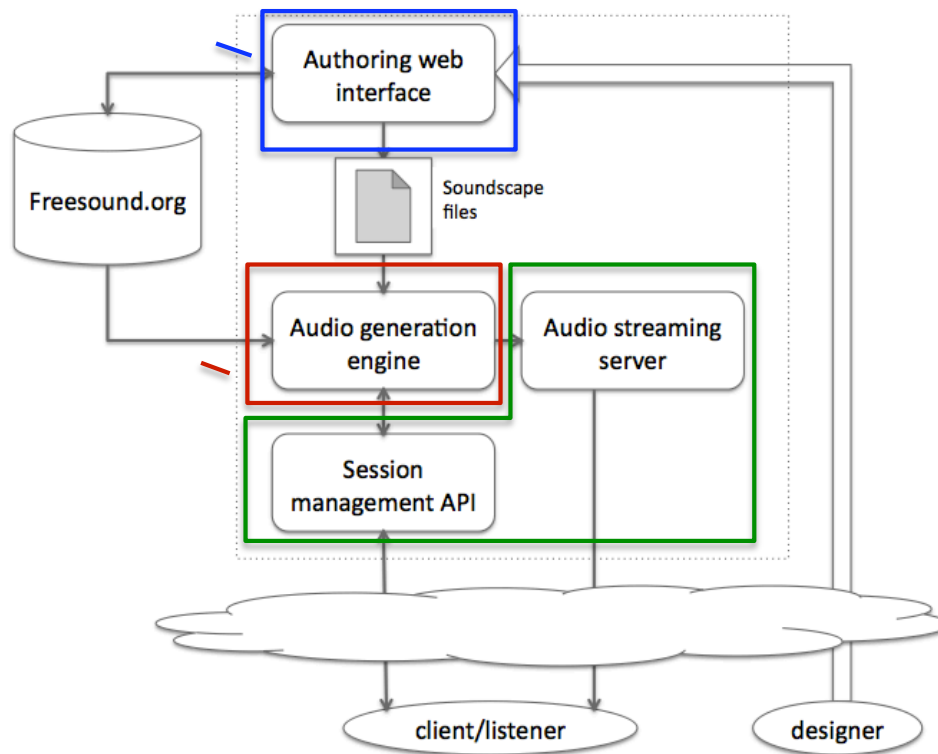 Authoring web
interface
Freesound.org
Soundscape
files
Audio generation
engine
Audio streaming
server
Session
management API
client/listener
designer